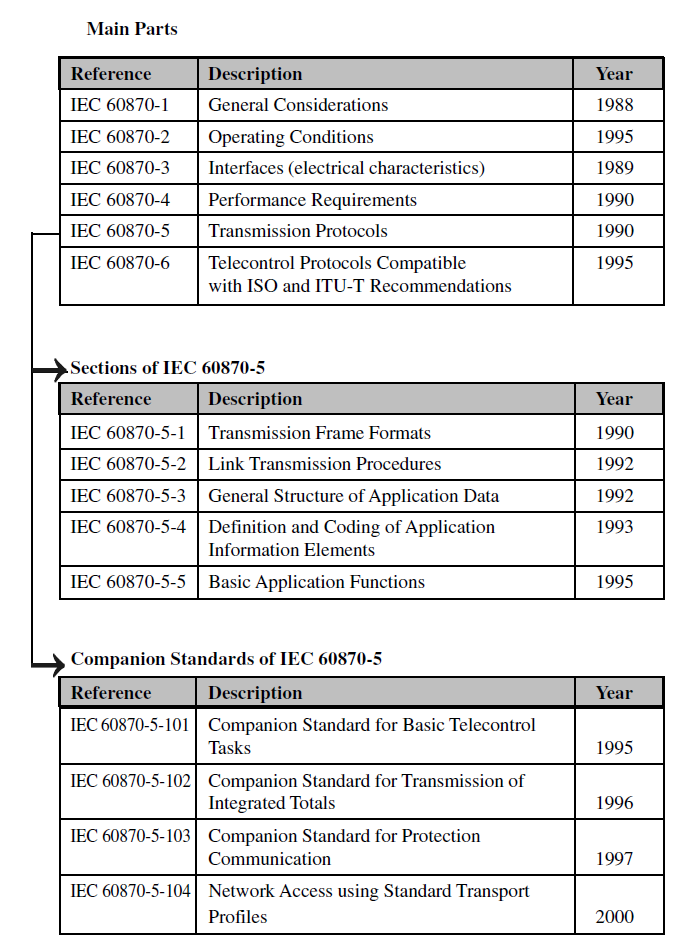 Main Parts
Reference Description Year
IEC 60870-1 General Considerations 1988
IEC 60870-2 Operating Conditions 1995
IEC 60870-3 Interfaces (electrical characteristics) 1989
IEC 60870-4 Performance Requirements 1990
IEC 60870-5 Transmission Protocols 1990
IEC 60870-6 Telecontrol Protocols Compatible 1995
with ISO and ITU-T Recommendations
Sections of IEC 60870-5
Reference Description Year
IEC 60870-5-1 Transmission Frame Formats 1990
IEC 60870-5-2 Link Transmission Procedures 1992
IEC 60870-5-3 General Structure of Application Data 1992
IEC 60870-5-4 Definition and Coding of Application 1993
Information Elements
IEC 60870-5-5 Basic Application Functions 1995
Companion Standards of IEC 60870-5
Reference Description Year
IEC 60870-5-101 Companion Standard for Basic Telecontrol
Tasks 1995
IEC 60870-5-102 Companion Standard for Transmission of
Integrated Totals 1996
IEC 60870-5-103 Companion Standard for Protection
Communication 1997
IEC 60870-5-104 Network Access using Standard Transport
Profiles 2000